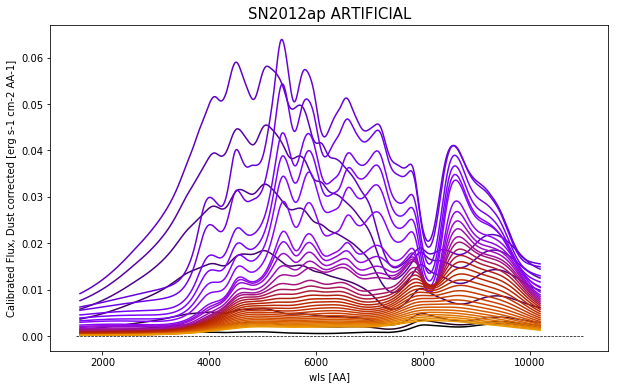 SN2012ap ARTIFICIAL
Calibrated Flux, Dust corrected [erg s-1 cm-2 AA-1]
0.06
0.05
0.04
0.03
0.02
0.01
0.00
2000 4000 6000 8000 10000
wls [AA]